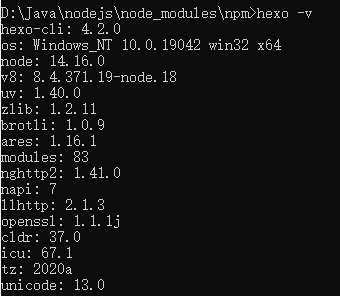 D:\Java\nodejs\node_modules\npm>hexo -v
hexo-cli: 4.2.0
os: Windows_NT 10.0.19042 win32 x64
node: 14.16.0
v8: 8.4.371.19-node.18
uv: 1.40.0
zlib: 1.2.11
brotli: 1.0.9
ares: 1.16.1
modules: 83
nghttp2: 1.41.0
napi: 7
llhttp: 2.1.3
openssl: 1.1.1j
cldr: 37.0
icu: 67.1
tz: 2020a
unicode: 13.0